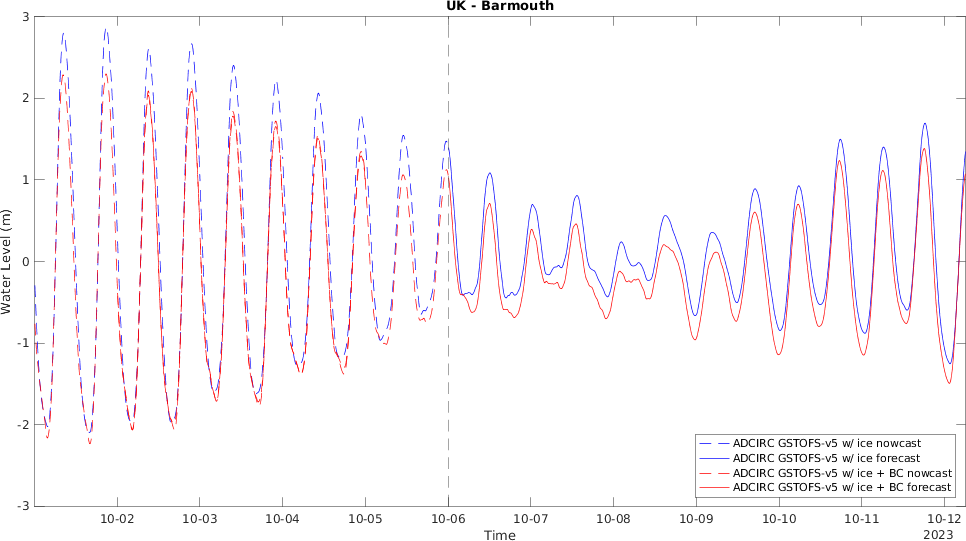 UK - Barmouth
3
2
1
0
-1
-2
-3
Water Level (m)
10-02
10-03
10-04
10-05
10-06
10-07
10-08
10-09
10-10
10-11
10-12
2023
Time
ADCIRC GSTOFS-v5 w/ ice nowcast
ADCIRC GSTOFS-v5 w/ ice forecast
ADCIRC GSTOFS-v5 w/ ice + BC nowcast
ADCIRC GSTOFS-v5 w/ ice + BC forecast